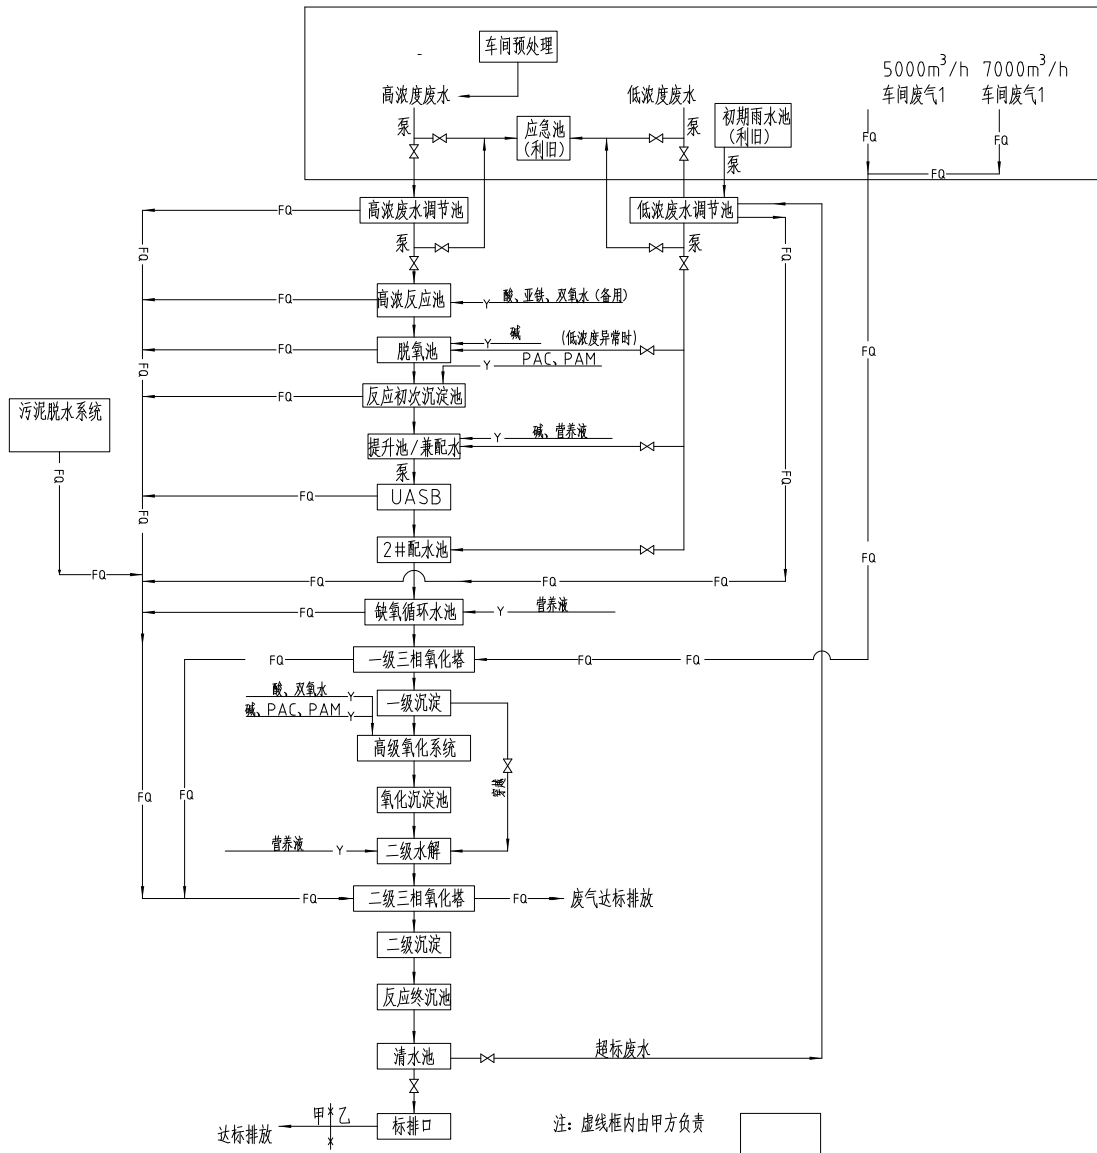 车间预处理
5000m³/h 7000m³/h
高浓度废水
低浓度废水
车间废气1
车间废气1
泵
应急池
(利旧)
泵
初期雨水池
(利旧)
FQ
FQ
泵
FQ
FQ
高浓废水调节池
低浓废水调节池
泵
泵
FQ
FQ
FQ
高浓反应池
酸、亚铁、双氧水(备用)
Y
碱
(低浓度异常时)
Y
FQ
脱氧池
FQ
PAC、PAM
Y
FQ
FQ
反应初次沉淀池
污泥脱水系统
碱、营养液
Y
提升池/兼配水
泵
FQ
FQ
FQ
UASB
FQ
2#配水池
FQ
FQ
FQ
FQ
FQ
FQ
FQ
缺氧循环水池
Y
营养液
FQ
一级三相氧化塔
FQ
FQ
酸、双氧水
Y
碱、PAC、PAM
Y
一级沉淀
高级氧化系统
穿越
FQ
FQ
氧化沉淀池
营养液
Y
二级水解
FQ
二级三相氧化塔
FQ
废气达标排放
二级沉淀
反应终沉池
清水池
超标废水
甲
乙
标排口
达标排放
注：虚线框内由甲方负责